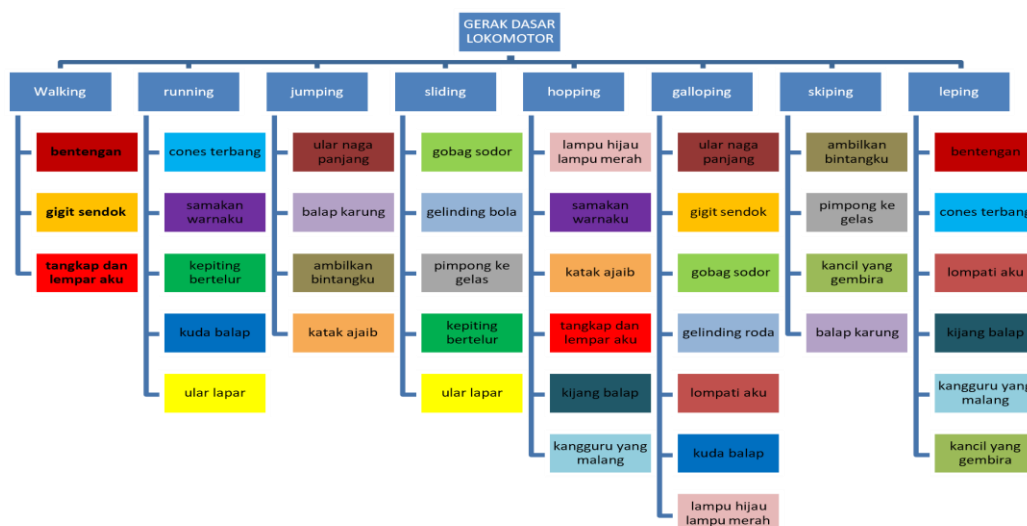 GERAK DASAR
LOKOMOTOR
Walking
running
jumping
sliding
hopping
galloping
skiping
leping
bentengan
gigit sendok
tangkap dan
lempar aku
cones terbang
samakan
warnaku
kepiting
bertelur
kuda balap
ular lapar
ular naga
panjang
balap karung
ambilkan
bintangku
katak ajaib
gobag sodor
gelinding bola
pimpong ke
gelas
kepiting
bertelur
ular lapar
lampu hijau
lampu merah
samakan
warnaku
katak ajaib
tangkap dan
lempar aku
kijang balap
kangguru yang
malang
ular naga
panjang
gigit sendok
gobag sodor
gelinding roda
lompati aku
kuda balap
lampu hijau
lampu merah
ambilkan
bintangku
pimpong ke
gelas
kancil yang
gembira
balap karung
bentengan
cones terbang
lompati aku
kijang balap
kangguru yang
malang
kancil yang
gembira